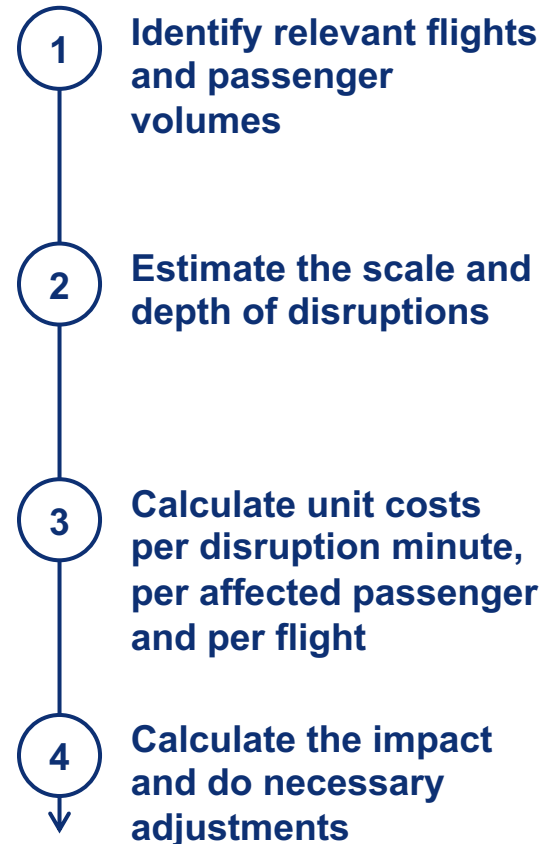 1
Identify relevant flights
and passenger
volumes
2
Estimate the scale and
depth of disruptions
3
Calculate unit costs
per disruption minute,
per affected passenger
and per flight
4
Calculate the impact
and do necessary
adjustments